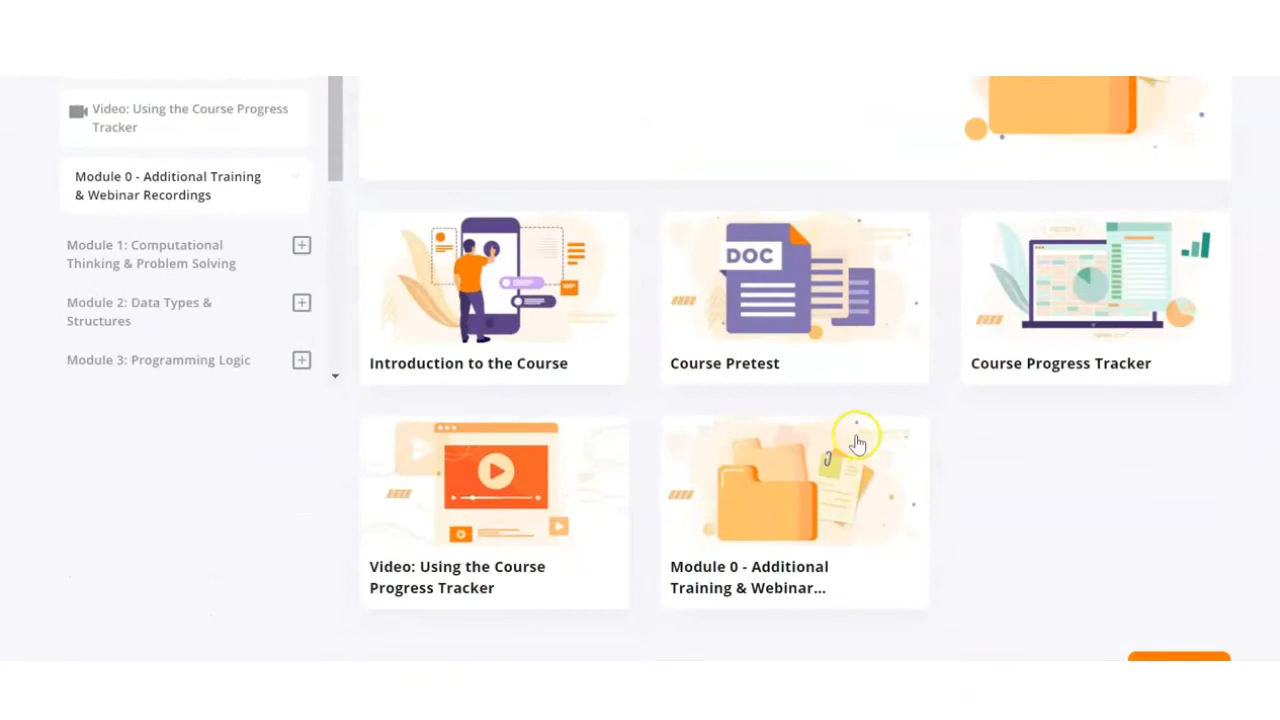 Video: Using the Course Progress
Tracker
Module 0 - Additional Training
& Webinar Recordings
Module 1: Computational
Thinking & Problem Solving
Module 2: Data Types &
Structures
Module 3: Programming Logic
DOC
Introduction to the Course
Course Pretest
Course Progress Tracker
Video: Using the Course
Progress Tracker
Module 0 - Additional
Training & Webinar...